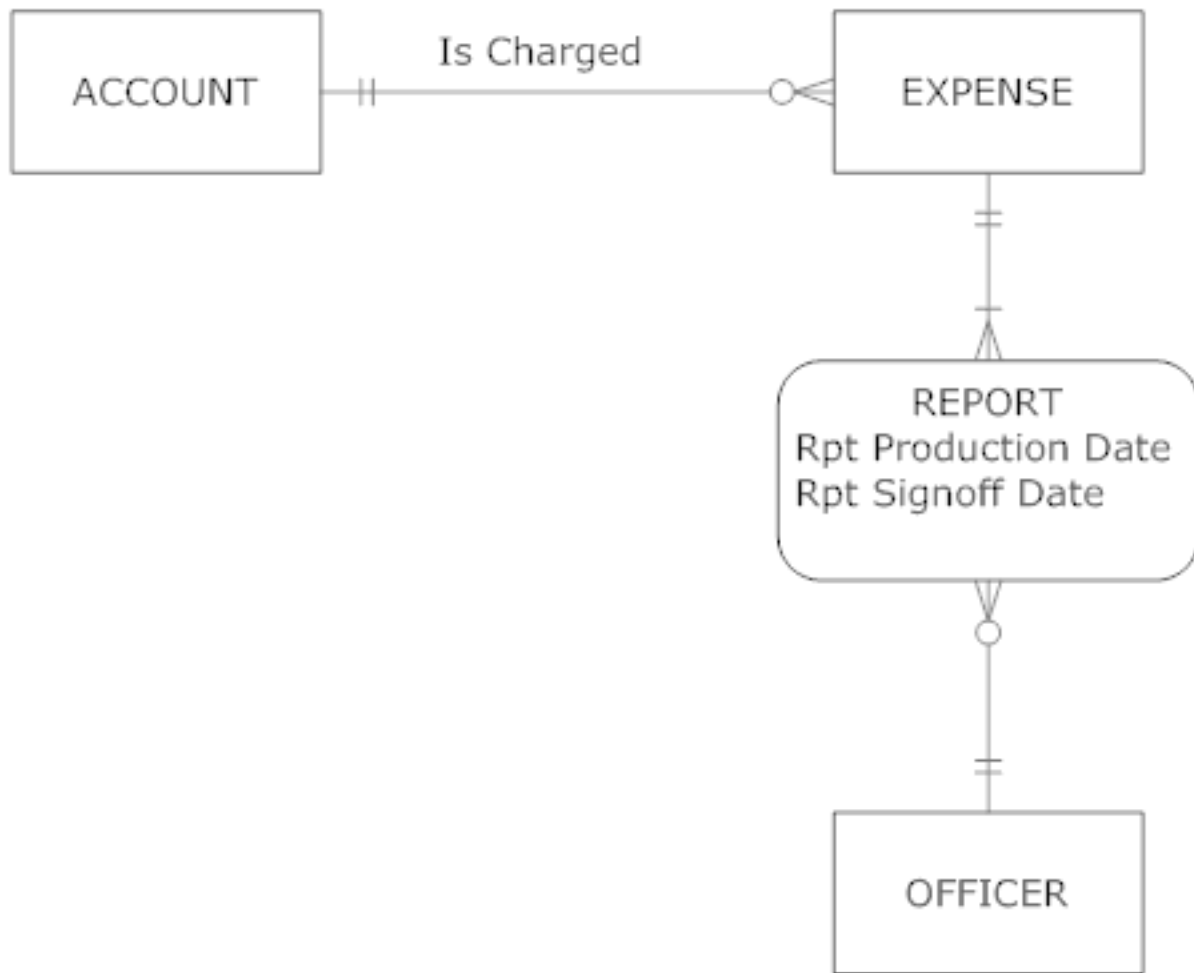 Is Charged
ACCOUNT
EXPENSE
REPORT
Rpt Production Date
Rpt Signoff Date
OFFICER